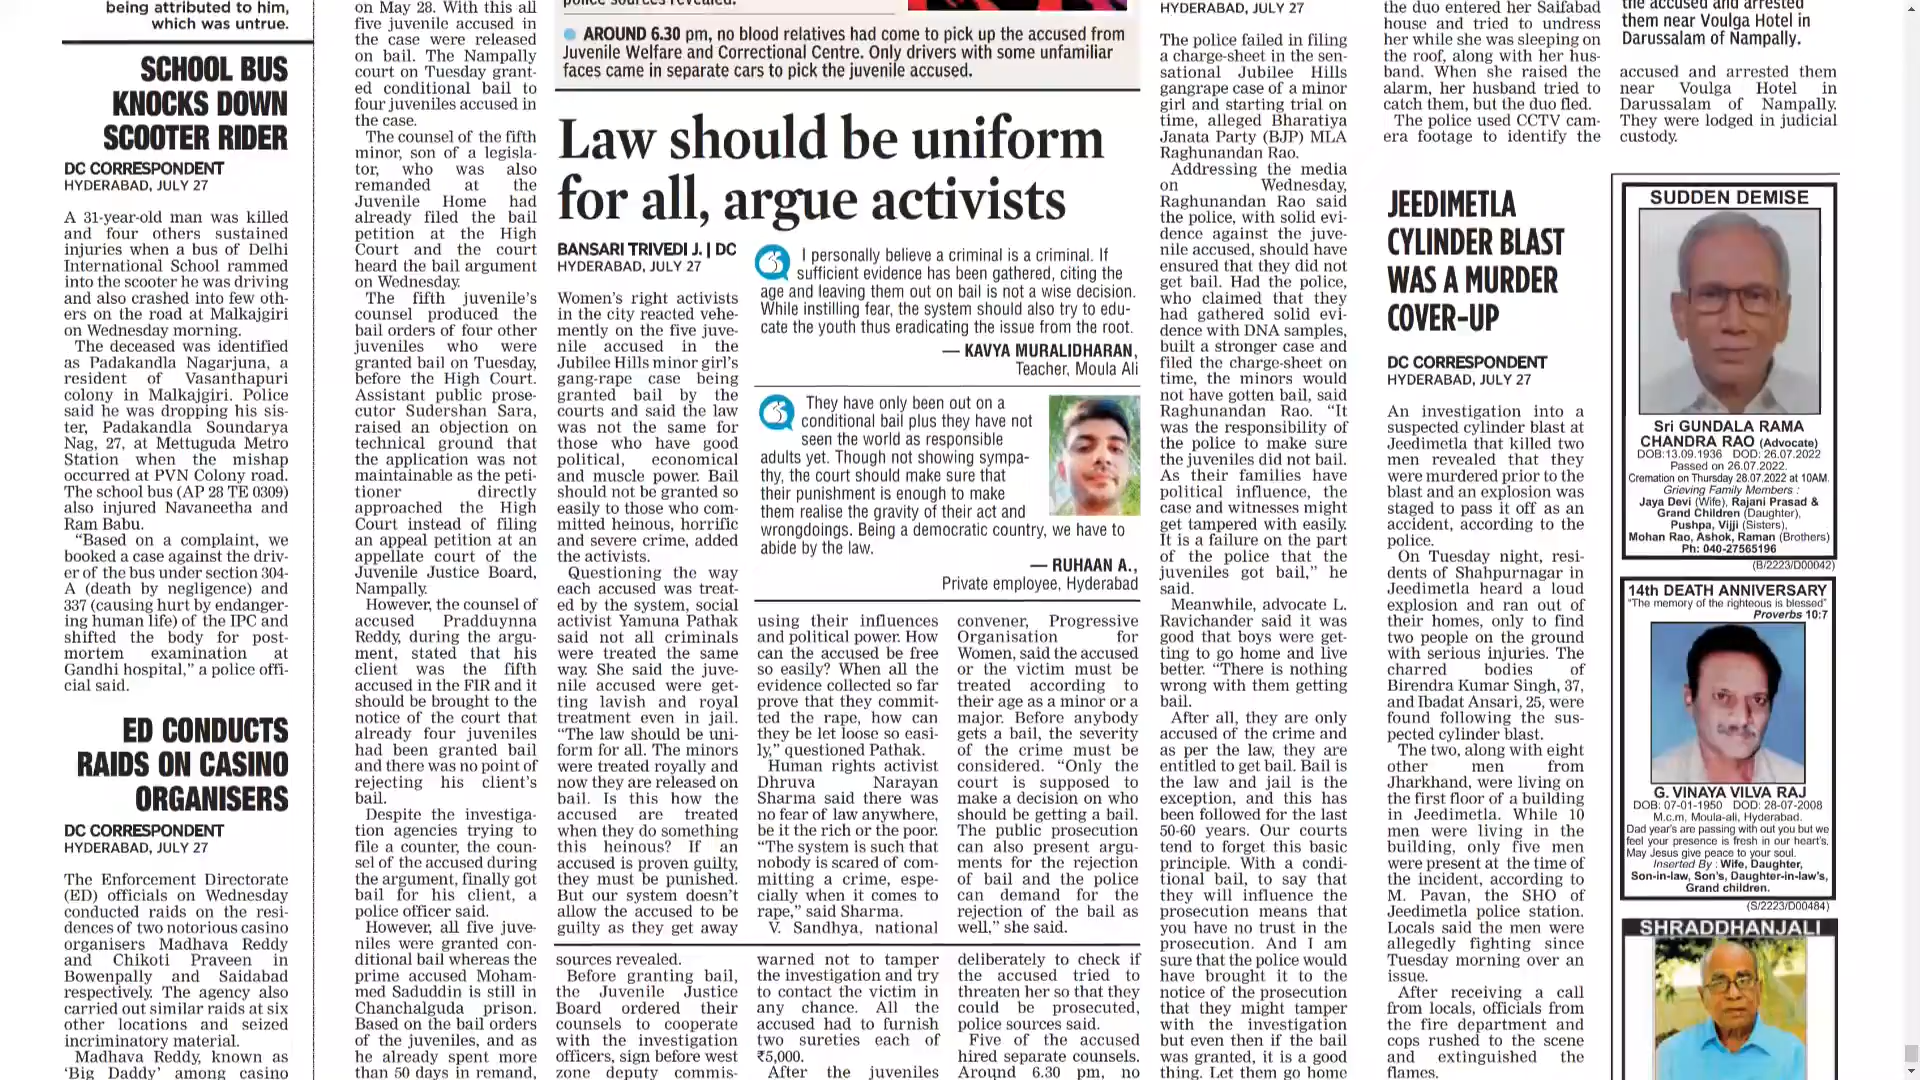 being attributed to him,
which was untrue.
SCHOOL BUS
KNOCKS DOWN
SCOOTER RIDER
DC CORRESPONDENT
HYDERABAD, JULY 27
A 31-year-old man was killed
and four others sustained
injuries when a bus of Delhi
International School rammed
into the scooter he was driving
and also crashed into few oth-
ers on the road at Malkajgiri
on Wednesday morning.
The deceased was identified
as Padakandla Nagarjuna, a
resident of Vasanthapuri
colony in Malkajgiri. Police
said he was dropping his sis-
ter, Padakandla Soundarya
Nag, 27, at Mettuguda Metro
Station when the mishap
occurred at PVN Colony road.
The school bus (AP 28 TE 0309)
also injured Navaneetha and
Ram Babu.
“Based on a complaint, we
booked a case against the driv-
er of the bus under section 304-
A (death by negligence) and
337 (causing hurt by endanger-
ing human life) of the IPC and
shifted the body for post-
mortem examination at
Gandhi hospital,” a police offi-
cial said.
ED CONDUCTS
RAIDS ON CASINO
ORGANISERS
DC CORRESPONDENT
HYDERABAD, JULY 27
The Enforcement Directorate
(ED) officials on Wednesday
conducted raids on the resi-
dences of two notorious casino
organisers Madhava Reddy
and Chikoti Praveen in
Bowenpally and Saidabad
respectively. The agency also
carried out similar raids at six
other locations and seized
incriminatory material.
Madhava Reddy, known as
‘Big Daddy’ among casino
on May 28. With this all
five juvenile accused in
the case were released
on bail. The Nampally
court on Tuesday grant-
ed conditional bail to
four juveniles accused in
the case.
The counsel of the fifth
minor, son of a legisla-
tor, who was also
remanded at the
Juvenile Home had
already filed the bail
petition at the High
Court and the court
heard the bail argument
on Wednesday.
The fifth juvenile’s
counsel produced the
bail orders of four other
juveniles who were
granted bail on Tuesday,
before the High Court.
Assistant public prose-
cutor Sudershan Sara,
raised an objection on
technical ground that
the application was not
maintainable as the peti-
tioner directly
approached the High
Court instead of filing
an appeal petition at an
appellate court of the
Juvenile Justice Board,
Nampally.
However, the counsel of
accused Pradduynna
Reddy, during the argu-
ment, stated that his
client was the fifth
accused in the FIR and it
should be brought to the
notice of the court that
already four juveniles
had been granted bail
and there was no point of
rejecting his client’s
bail.
Despite the investiga-
tion agencies trying to
file a counter, the coun-
sel of the accused during
the argument, finally got
bail for his client, a
police officer said.
However, all five juve-
niles were granted con-
ditional bail whereas the
prime accused Moham-
med Saduddin is still in
Chanchalguda prison.
Based on the bail orders
of the juveniles, and as
he already spent more
than 50 days in remand,
police sources revealed.
AROUND 6.30 pm, no blood relatives had come to pick up the accused from
Juvenile Welfare and Correctional Centre. Only drivers with some unfamiliar
faces came in separate cars to pick the juvenile accused.
Law should be uniform
for all, argue activists
BANSARI TRIVEDI J. | DC
HYDERABAD, JULY 27
Women’s right activists
in the city reacted vehe-
mently on the five juve-
nile accused in the
Jubilee Hills minor girl’s
gang-rape case being
granted bail by the
courts and said the law
was not the same for
those who have good
political, economical
and muscle power. Bail
should not be granted so
easily to those who com-
mitted heinous, horrific
and severe crime, added
the activists.
Questioning the way
each accused was treat-
ed by the system, social
activist Yamuna Pathak
said not all criminals
were treated the same
way. She said the juve-
nile accused were get-
ting lavish and royal
treatment even in jail.
“The law should be uni-
form for all. The minors
were treated royally and
now they are released on
bail. Is this how the
accused are treated
when they do something
this heinous? If an
accused is proven guilty,
they must be punished.
But our system doesn’t
allow the accused to be
guilty as they get away
I personally believe a criminal is a criminal. If
sufficient evidence has been gathered, citing the
age and leaving them out on bail is not a wise decision.
While instilling fear, the system should also try to edu-
cate the youth thus eradicating the issue from the root.
— KAVYA MURALIDHARAN,
Teacher, Moula Ali
They have only been out on a
conditional bail plus they have not
seen the world as responsible
adults yet. Though not showing sympa-
thy, the court should make sure that
their punishment is enough to make
them realise the gravity of their act and
wrongdoings. Being a democratic country, we have to
abide by the law.
— RUHAAN A.,
Private employee, Hyderabad
using their influences
and political power. How
can the accused be free
so easily? When all the
evidence collected so far
prove that they commit-
ted the rape, how can
they be let loose so easi-
ly,” questioned Pathak.
Human rights activist
Dhruva Narayan
Sharma said there was
no fear of law anywhere,
be it the rich or the poor.
“The system is such that
nobody is scared of com-
mitting a crime, espe-
cially when it comes to
rape,” said Sharma.
V. Sandhya, national
convener, Progressive
Organisation for
Women, said the accused
or the victim must be
treated according to
their age as a minor or a
major. Before anybody
gets a bail, the severity
of the crime must be
considered. “Only the
court is supposed to
make a decision on who
should be getting a bail.
The public prosecution
can also present argu-
ments for the rejection
of bail and the police
can demand for the
rejection of the bail as
well,” she said.
sources revealed.
Before granting bail,
the Juvenile Justice
Board ordered their
counsels to cooperate
with the investigation
officers, sign before west
zone deputy commis-
warned not to tamper
the investigation and try
to contact the victim in
any chance. All the
accused had to furnish
two sureties each of
₹5,000.
After the juveniles
deliberately to check if
the accused tried to
threaten her so that they
could be prosecuted,
police sources said.
Five of the accused
hired separate counsels.
Around 6.30 pm, no
HYDERABAD, JULY 27
The police failed in filing
a charge-sheet in the sen-
sational Jubilee Hills
gangrape case of a minor
girl and starting trial on
time, alleged Bharatiya
Janata Party (BJP) MLA
Raghunandan Rao.
Addressing the media
on Wednesday,
Raghunandan Rao said
the police, with solid evi-
dence against the juve-
nile accused, should have
ensured that they did not
get bail. Had the police,
who claimed that they
had gathered solid evi-
dence with DNA samples,
built a stronger case and
filed the charge-sheet on
time, the minors would
not have gotten bail, said
Raghunandan Rao. “It
was the responsibility of
the police to make sure
the juveniles did not bail.
As their families have
political influence, the
case and witnesses might
get tampered with easily.
It is a failure on the part
of the police that the
juveniles got bail,” he
said.
Meanwhile, advocate L.
Ravichander said it was
good that boys were get-
ting to go home and live
better. “There is nothing
wrong with them getting
bail.
After all, they are only
accused of the crime and
as per the law, they are
entitled to get bail. Bail is
the law and jail is the
exception, and this has
been followed for the last
50-60 years. Our courts
tend to forget this basic
principle. With a condi-
tional bail, to say that
they will influence the
prosecution means that
you have no trust in the
prosecution. And I am
sure that the police would
have brought it to the
notice of the prosecution
that they might tamper
with the investigation
but even then if the bail
was granted, it is a good
thing. Let them go home
the duo entered her Saifabad
house and tried to undress
her while she was sleeping on
the roof, along with her hus-
band. When she raised the
alarm, her husband tried to
catch them, but the duo fled.
The police used CCTV cam-
era footage to identify the
the accused and arrested
them near Voulga Hotel in
Darussalam of Nampally.
accused and arrested them
near Voulga Hotel in
Darussalam of Nampally.
They were lodged in judicial
custody.
JEEDIMETLA
CYLINDER BLAST
WAS A MURDER
COVER-UP
DC CORRESPONDENT
HYDERABAD, JULY 27
An investigation into a
suspected cylinder blast at
Jeedimetla that killed two
men revealed that they
were murdered prior to the
blast and an explosion was
staged to pass it off as an
accident, according to the
police.
On Tuesday night, resi-
dents of Shahpurnagar in
Jeedimetla heard a loud
explosion and ran out of
their homes, only to find
two people on the ground
with serious injuries. The
charred bodies of
Birendra Kumar Singh, 37,
and Ibadat Ansari, 25, were
found following the sus-
pected cylinder blast.
The two, along with eight
other men from
Jharkhand, were living on
the first floor of a building
in Jeedimetla. While 10
men were living in the
building, only five men
were present at the time of
the incident, according to
M. Pavan, the SHO of
Jeedimetla police station.
Locals said the men were
allegedly fighting since
Tuesday morning over an
issue.
After receiving a call
from locals, officials from
the fire department and
cops rushed to the scene
and extinguished the
flames.
SUDDEN DEMISE
Sri GUNDALA RAMA
CHANDRA RAO (Advocate)
DOB:13.09.1936 DOD: 26.07.2022
Passed on 26.07.2022.
Cremation on Thursday 28.07.2022 at 10AM.
Grieving Family Members :
Jaya Devi (Wife), Rajani Prasad &
Grand Children (Daughter),
Pushpa, Vijji (Sisters),
Mohan Rao, Ashok, Raman (Brothers)
Ph: 040-27565196
(B/2223/D00042)
14th DEATH ANNIVERSARY
“The memory of the righteous is blessed”
Proverbs 10:7
G. VINAYA VILVA RAJ
DOB: 07-01-1950 DOD: 28-07-2008
M.c.m, Moula-ali, Hyderabad.
Dad year's are passing with out you but we
feel your presence is fresh in our heart's.
May Jesus give peace to your soul.
Inserted By : Wife, Daughter,
Son-in-law, Son's, Daughter-in-law's,
Grand children.
(S/2223/D00484)
SHRADDHANJALI